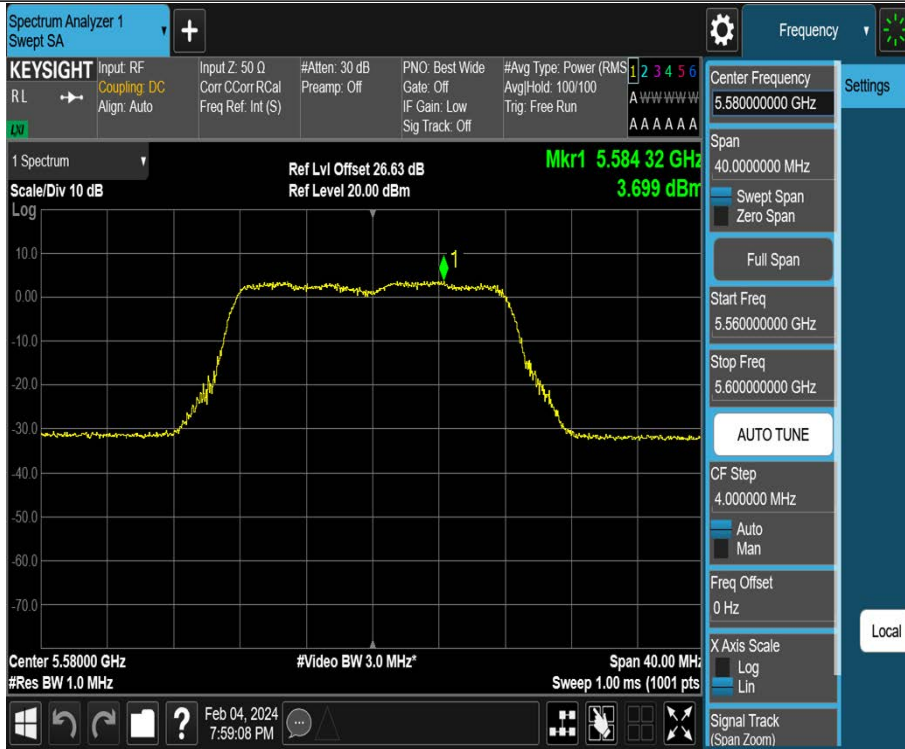 Spectrum Analyzer 1
Swept SA
Frequency
KEYSIGHT
R L
LXI
Input: RF
Coupling: DC
Align: Auto
Input Z: 50 Ω
Corr CCorr RCal
Freq Ref: Int (S)
#Atten: 30 dB
Preamp: Off
PNO: Best Wide
Gate: Off
IF Gain: Low
Sig Track: Off
#Avg Type: Power (RMS
Avg|Hold: 100/100
Trig: Free Run
1 2 3 4 5 6
A W W W W W
A A A A A A
Center Frequency
5.580000000 GHz
Settings
Span
40.0000000 MHz
Swept Span
Zero Span
Full Span
Start Freq
5.560000000 GHz
Stop Freq
5.600000000 GHz
AUTO TUNE
CF Step
4.000000 MHz
Auto
Man
Freq Offset
0 Hz
X Axis Scale
Log
Lin
Local
Signal Track
(Span Zoom)
1 Spectrum
Scale/Div 10 dB
Log
Ref Lvl Offset 26.63 dB
Ref Level 20.00 dBm
Mkr1 5.584 32 GHz
3.699 dBm
1
10.0
0.00
-10.0
-20.0
-30.0
-40.0
-50.0
-60.0
-70.0
Center 5.58000 GHz
#Res BW 1.0 MHz
#Video BW 3.0 MHz*
Span 40.00 MHz
Sweep 1.00 ms (1001 pts
?
Feb 04, 2024
7:59:08 PM